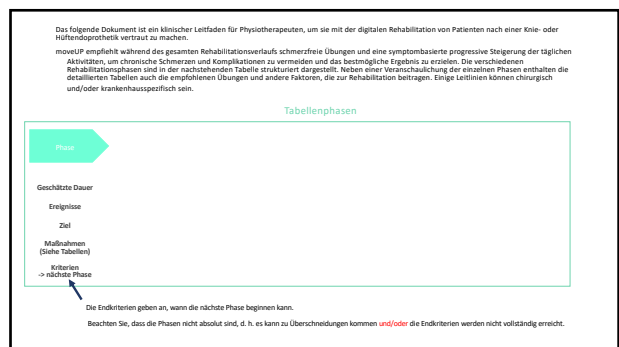 Das folgende Dokument ist ein klinischer Leitfaden für Physiotherapeuten, um sie mit der digitalen Rehabilitation von Patienten nach einer Knie- oder
Hüftendoprothetik vertraut zu machen.
moveUP empfiehlt während des gesamten Rehabilitationsverlaufs schmerzfreie Übungen und eine symptombasierte progressive Steigerung der täglichen
Aktivitäten, um chronische Schmerzen und Komplikationen zu vermeiden und das bestmögliche Ergebnis zu erzielen. Die verschiedenen
Rehabilitationsphasen sind in der nachstehenden Tabelle strukturiert dargestellt. Neben einer Veranschaulichung der einzelnen Phasen enthalten die
detaillierten Tabellen auch die empfohlenen Übungen und andere Faktoren, die zur Rehabilitation beitragen. Einige Leitlinien können chirurgisch
und/oder krankenhausspezifisch sein.
Tabellenphasen
Phase
Geschätzte Dauer
Ereignisse
Ziel
Maßnahmen
(Siehe Tabellen)
Kriterien
-> nächste Phase
Die Endkriterien geben an, wann die nächste Phase beginnen kann.
Beachten Sie, dass die Phasen nicht absolut sind, d. h. es kann zu Überschneidungen kommen und/oder die Endkriterien werden nicht vollständig erreicht.